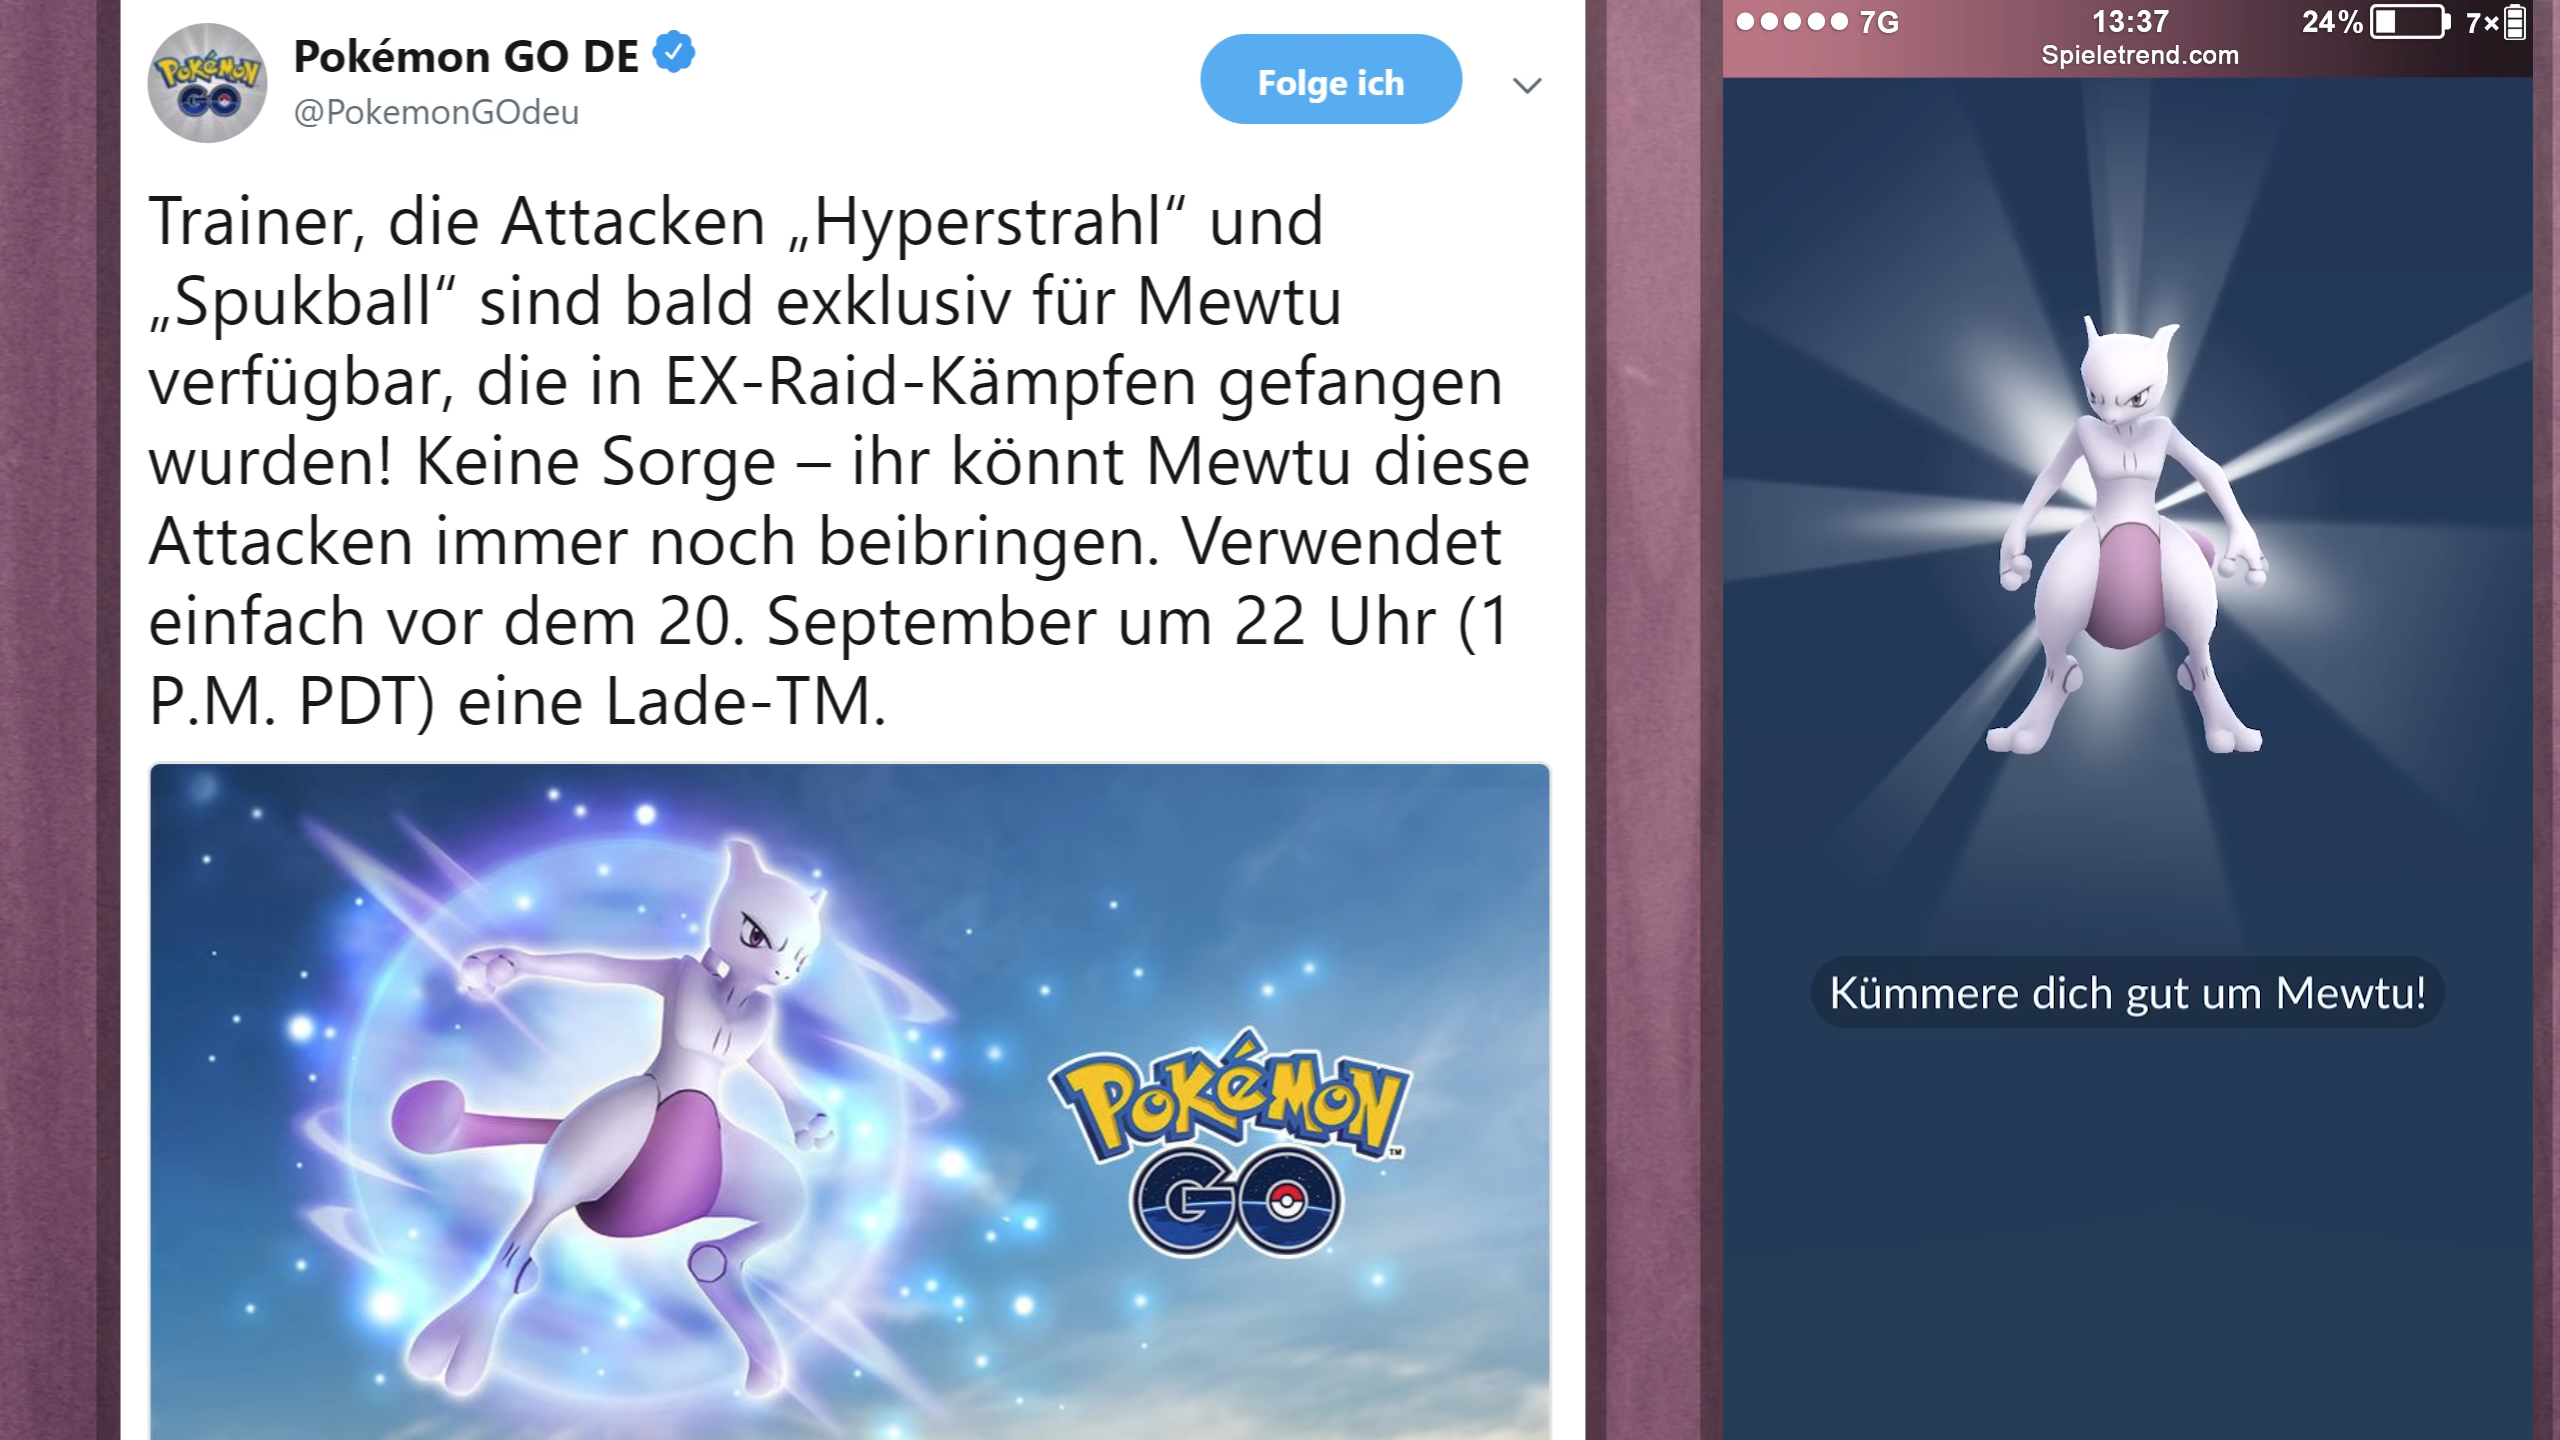 POKÉMON
GO
Pokémon GO DE
@PokemonGOdeu
Folge ich
Trainer, die Attacken „Hyperstrahl“ und
„Spukball“ sind bald exklusiv für Mewtu
verfügbar, die in EX-Raid-Kämpfen gefangen
wurden! Keine Sorge – ihr könnt Mewtu diese
Attacken immer noch beibringen. Verwendet
einfach vor dem 20. September um 22 Uhr (1
P.M. PDT) eine Lade-TM.
POKÉMON™
GO
7G 13:37 24% 7×
Spieletrend.com
Kümmere dich gut um Mewtu!